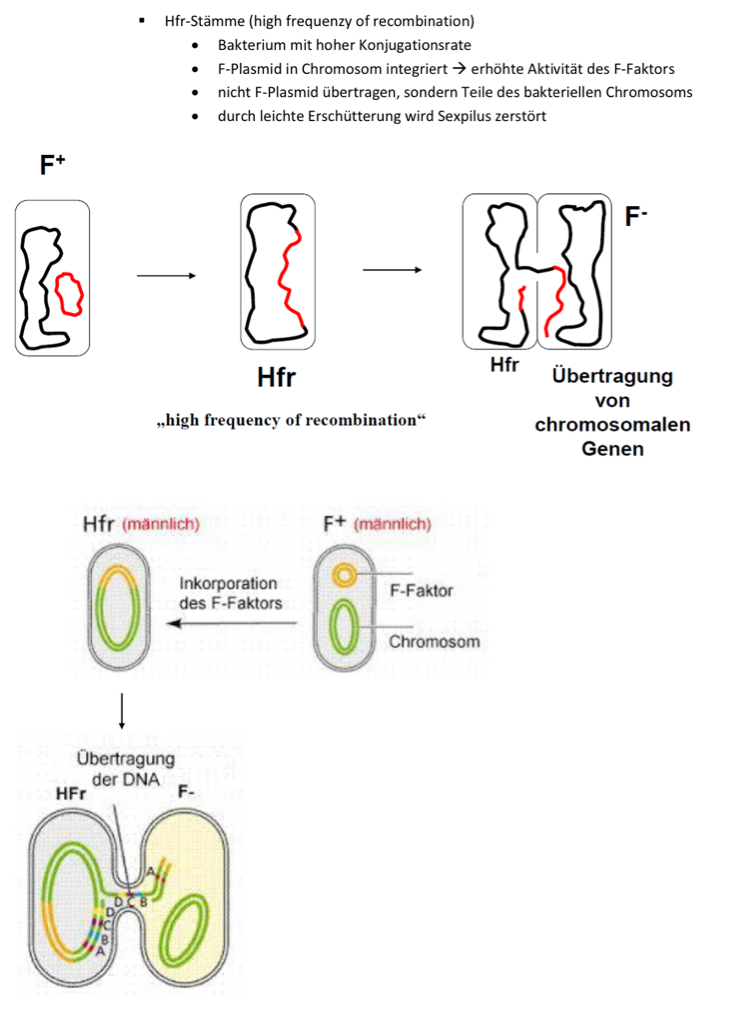 ▪ Hfr-Stämme (high frequenzy of recombination)
• Bakterium mit hoher Konjugationsrate
• F-Plasmid in Chromosom integriert → erhöhte Aktivität des F-Faktors
• nicht F-Plasmid übertragen, sondern Teile des bakteriellen Chromosoms
• durch leichte Erschütterung wird Sexpilus zerstört
F+
F-
Hfr
Hfr
Übertragung
von
chromosomalen
Genen
„high frequency of recombination“
Hfr (männlich)
F+ (männlich)
Inkorporation
des F-Faktors
F-Faktor
Chromosom
Übertragung
der DNA
HFr
F-
A
D C B
D
C
B
A